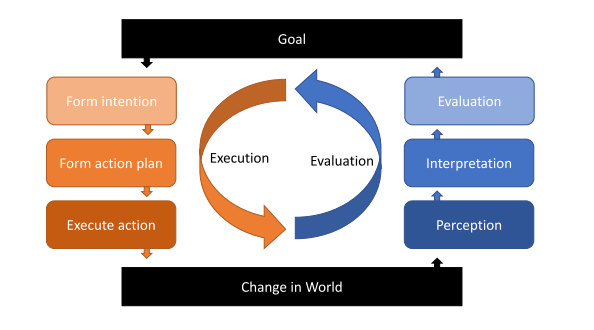 Goal
Form intention
Form action plan
Execute action
Execution
Evaluation
Evaluation
Interpretation
Perception
Change in World